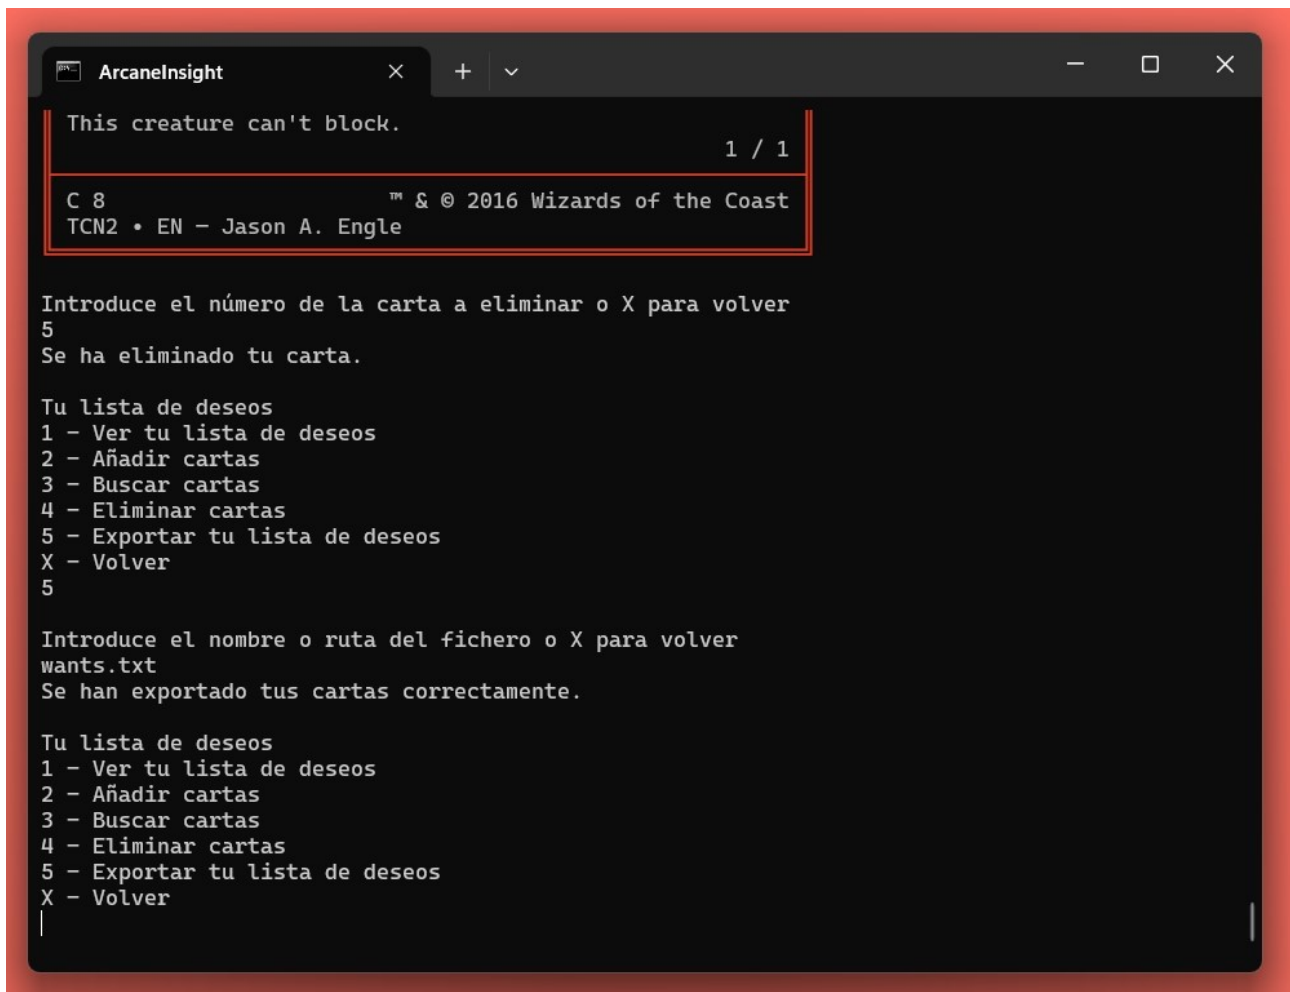 ArcaneInsight
This creature can't block.
1 / 1
C 8 ™ & © 2016 Wizards of the Coast
TCN2 • EN — Jason A. Engle
Introduce el número de la carta a eliminar o X para volver
5
Se ha eliminado tu carta.
Tu lista de deseos
1 — Ver tu lista de deseos
2 — Añadir cartas
3 — Buscar cartas
4 — Eliminar cartas
5 — Exportar tu lista de deseos
X — Volver
5
Introduce el nombre o ruta del fichero o X para volver
wants.txt
Se han exportado tus cartas correctamente.
Tu lista de deseos
1 — Ver tu lista de deseos
2 — Añadir cartas
3 — Buscar cartas
4 — Eliminar cartas
5 — Exportar tu lista de deseos
X — Volver